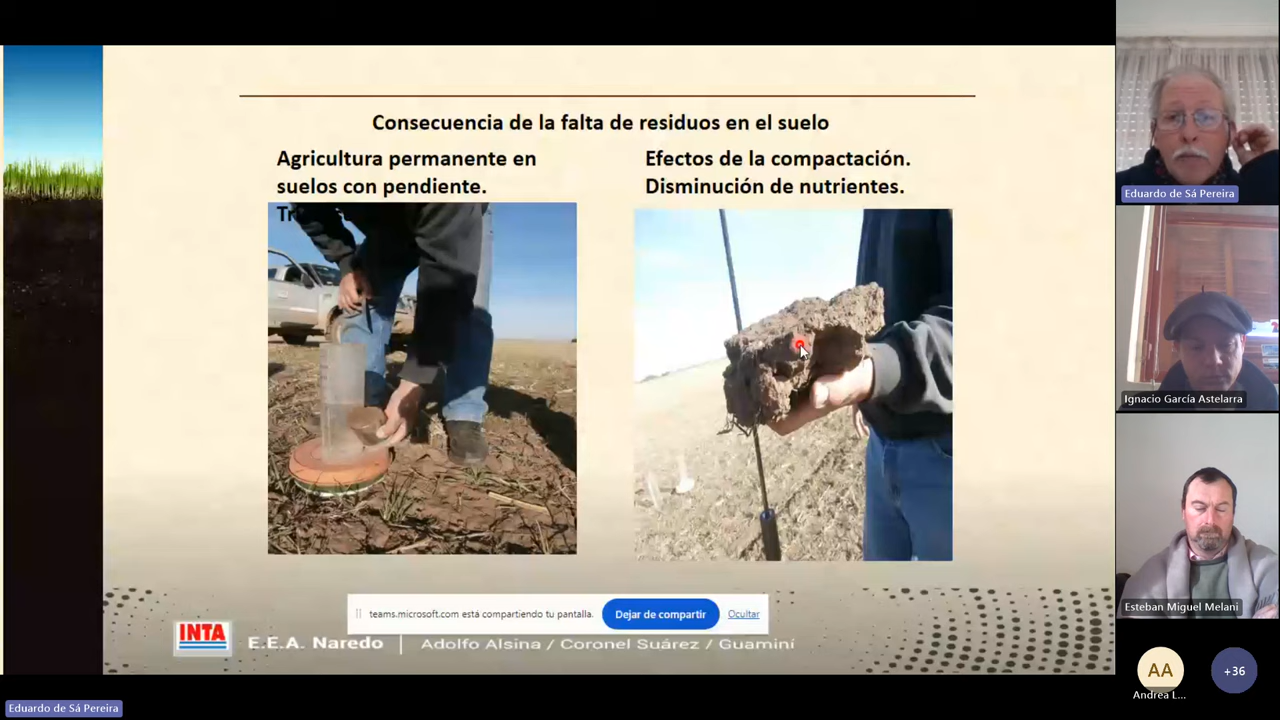 Consecuencia de la falta de residuos en el suelo
Agricultura permanente en
suelos con pendiente.
Efectos de la compactación.
Disminución de nutrientes.
teams.microsoft.com está compartiendo tu pantalla.
Dejar de compartir
Ocultar
INTA
E.E.A. Naredo
Adolfo Alsina / Coronel Suárez / Guaminí
Eduardo de Sá Pereira
Ignacio García Astelarra
Esteban Miguel Melani
AA
Andrea L...
+36
Eduardo de Sá Pereira